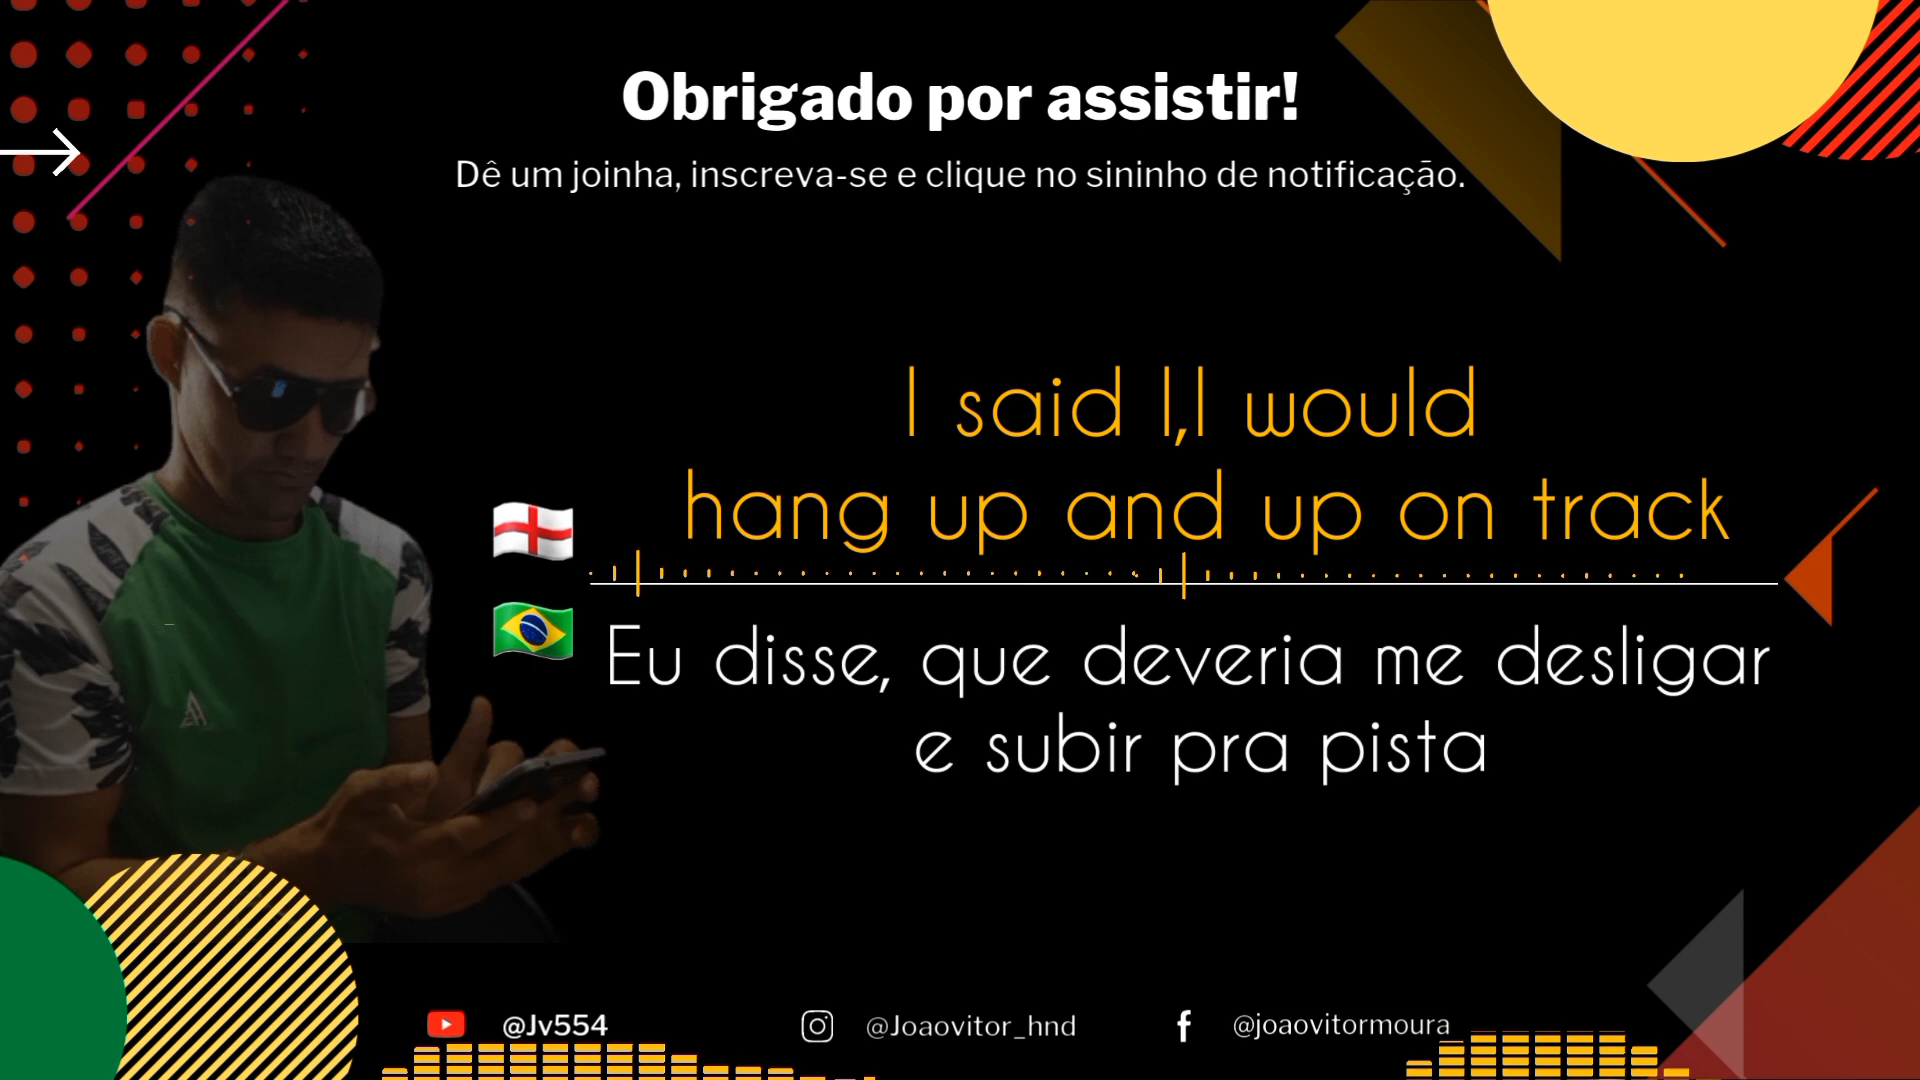 Obrigado por assistir!
Dê um joinha, inscreva-se e clique no sininho de notificação.
I said I,I would
hang up and up on track
Eu disse, que deveria me desligar
e subir pra pista
@Jv554
@Joaovitor_hnd
@joaovitormoura